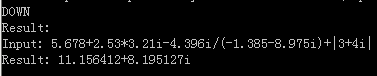 DOWN
Result:
Input: 5.678+2.53*3.21i-4.396i/(-1.385-8.975i)+|3+4i|
Result: 11.156412+8.195127i